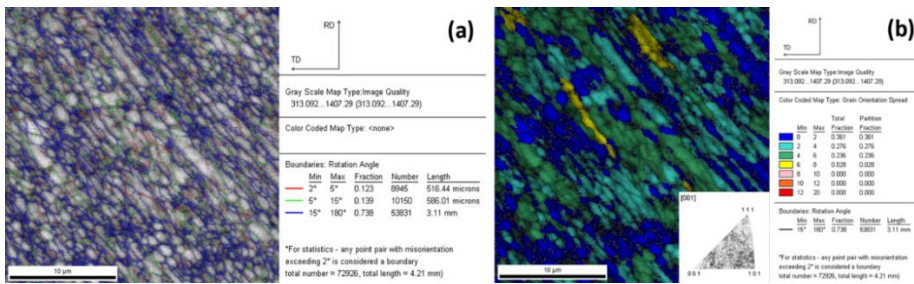 RD
TD
(a)
Gray Scale Map Type:Image Quality
313.092...1407.29 (313.092...1407.29)
Color Coded Map Type: <none>
Boundaries: Rotation Angle
Min Max Fraction Number Length
2° 5° 0.123 8945 516.44 microns
5° 15° 0.139 10150 586.01 microns
15° 180° 0.738 53831 3.11 mm
*For statistics - any point pair with misorientation
exceeding 2° is considered a boundary
total number = 72926, total length = 4.21 mm)
10 µm
RD
TD
(b)
Gray Scale Map Type:Image Quality
313.092...1407.29 (313.092...1407.29)
Color Coded Map Type: Grain Orientation Spread
Total Partition
Min Max Fraction Fraction
0 2 0.361 0.361
2 4 0.276 0.276
4 6 0.236 0.236
6 8 0.028 0.028
8 10 0.000 0.000
10 12 0.000 0.000
12 20 0.000 0.000
Boundaries: Rotation Angle
Min Max Fraction Number Length
15° 180° 0.738 53831 3.11 mm
*For statistics - any point pair with misorientation
exceeding 2° is considered a boundary
total number = 72926, total length = 4.21 mm)
[001]
111
001 101
10 µm